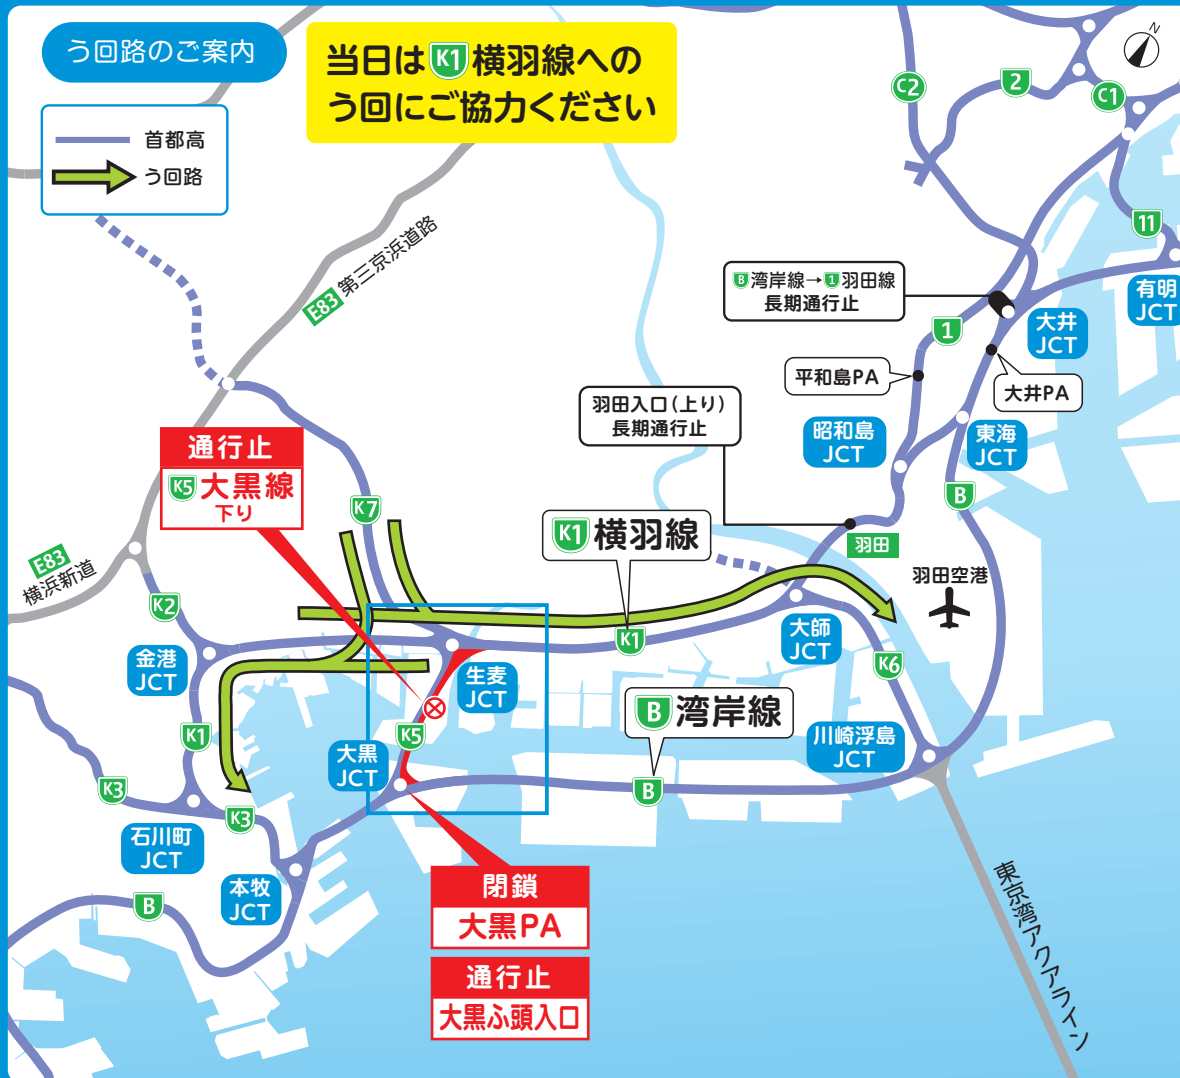 う回路のご案内
当日は K1 横羽線への
う回にご協力ください
首都高
う回路
N
C2
2
C1
11
E83 第三京浜道路
B 湾岸線→1 羽田線
長期通行止
有明
JCT
大井
JCT
1
平和島PA
大井PA
羽田入口(上り)
長期通行止
昭和島
JCT
東海
JCT
通行止
K5 大黒線
下り
K7
B
K1 横羽線
羽田
羽田空港
E83
横浜新道
K2
K1
大師
JCT
金港
JCT
生麦
JCT
K6
B 湾岸線
K1
K5
川崎浮島
JCT
大黒
JCT
K3
B
K3
石川町
JCT
本牧
JCT
B
閉鎖
大黒PA
通行止
大黒ふ頭入口
東京湾アクアライン